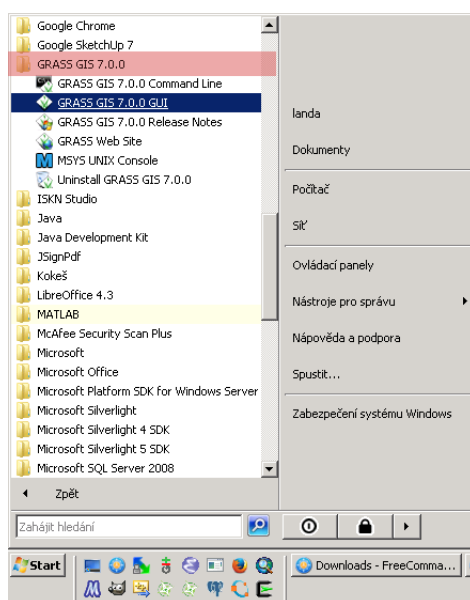 Google Chrome
Google SketchUp 7
GRASS GIS 7.0.0
GRASS GIS 7.0.0 Command Line
GRASS GIS 7.0.0 GUI
GRASS GIS 7.0.0 Release Notes
GRASS Web Site
MSYS UNIX Console
Uninstall GRASS GIS 7.0.0
ISKN Studio
Java
Java Development Kit
JSignPdf
Kokeš
LibreOffice 4.3
MATLAB
McAfee Security Scan Plus
Microsoft
Microsoft Office
Microsoft Platform SDK for Windows Server
Microsoft Silverlight
Microsoft Silverlight 4 SDK
Microsoft Silverlight 5 SDK
Microsoft SQL Server 2008
Zpět
Zahájit hledání
landa
Dokumenty
Počítač
Síť
Ovládací panely
Nástroje pro správu
Nápověda a podpora
Spustit...
Zabezpečení systému Windows
Start
Downloads - FreeComma...